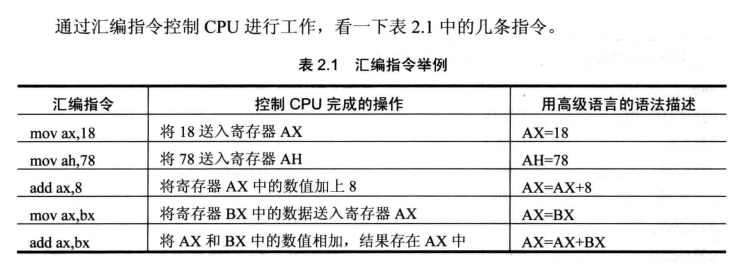 通过汇编指令控制 CPU 进行工作，看一下表 2.1 中的几条指令。
表 2.1 汇编指令举例
汇编指令 控制 CPU 完成的操作 用高级语言的语法描述
mov ax,18 将 18 送入寄存器 AX AX=18
mov ah,78 将 78 送入寄存器 AH AH=78
add ax,8 将寄存器 AX 中的数值加上 8 AX=AX+8
mov ax,bx 将寄存器 BX 中的数据送入寄存器 AX AX=BX
add ax,bx 将 AX 和 BX 中的数值相加，结果存在 AX 中 AX=AX+BX